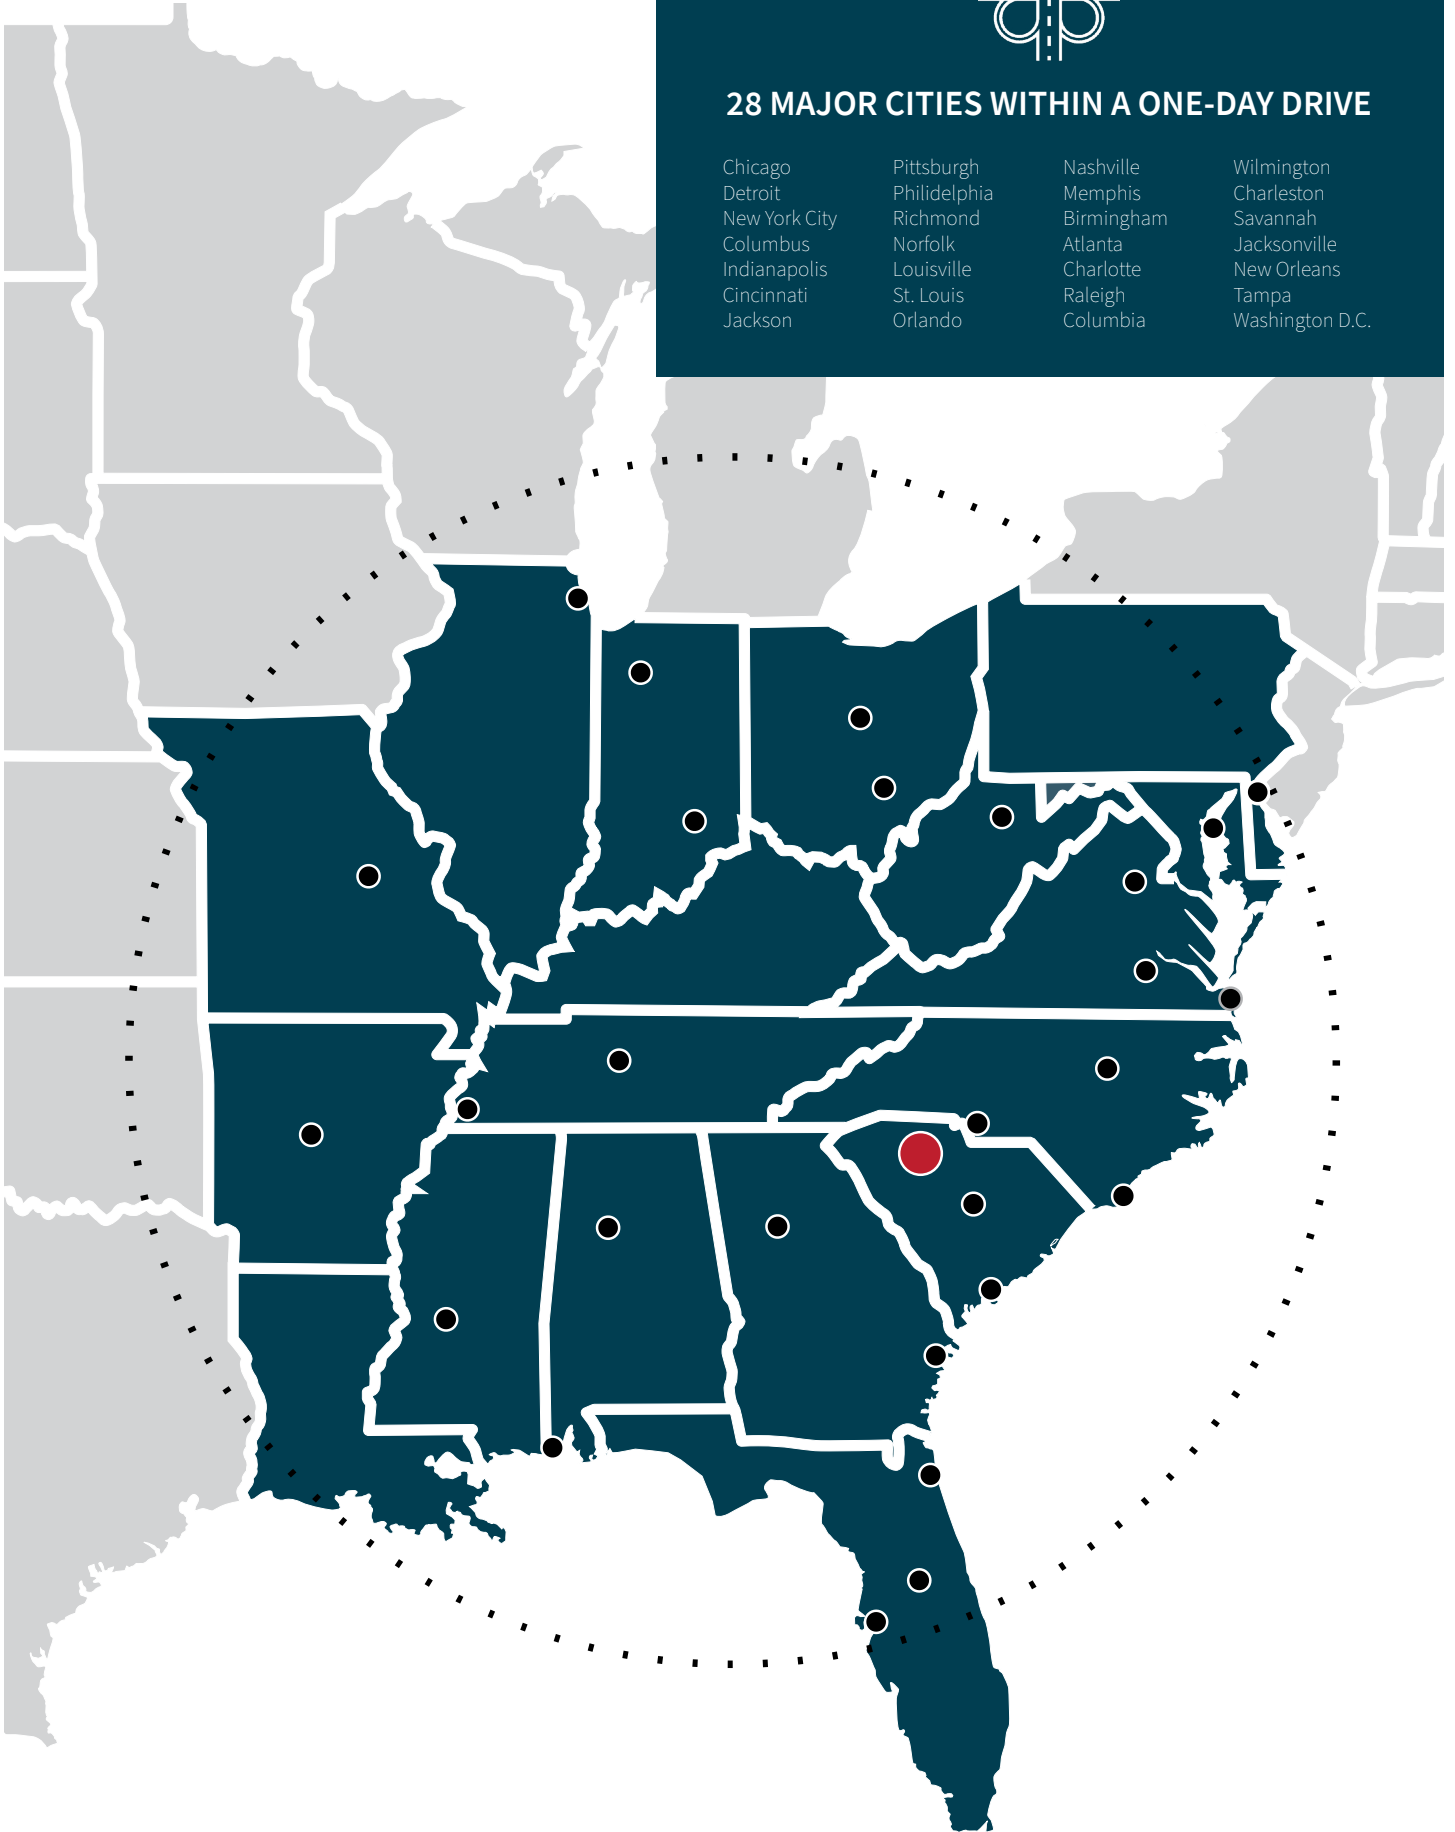 28 MAJOR CITIES WITHIN A ONE-DAY DRIVE
Chicago
Detroit
New York City
Columbus
Indianapolis
Cincinnati
Jackson
Pittsburgh
Philidelphia
Richmond
Norfolk
Louisville
St. Louis
Orlando
Nashville
Memphis
Birmingham
Atlanta
Charlotte
Raleigh
Columbia
Wilmington
Charleston
Savannah
Jacksonville
New Orleans
Tampa
Washington D.C.